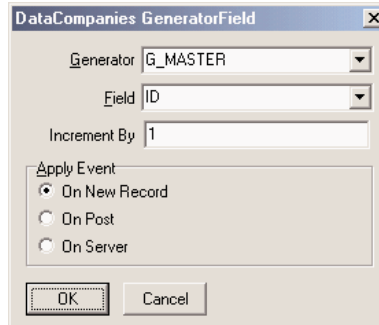 DataCompanies GeneratorField
Generator G_MASTER
Field ID
Increment By 1
Apply Event
On New Record
On Post
On Server
OK Cancel